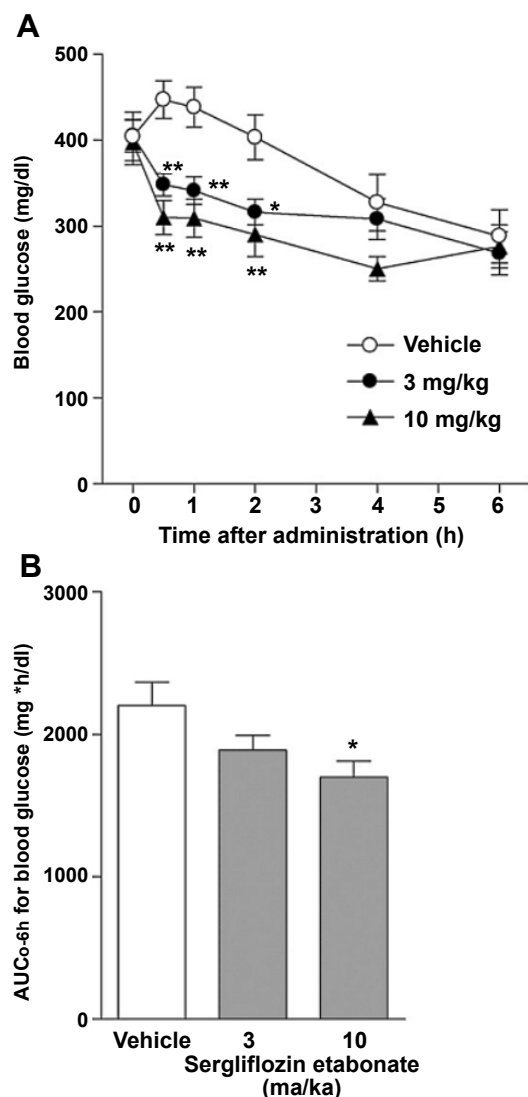 A
Blood glucose (mg/dl)
500
400
300
200
100
0
**
**
*
**
**
**
Vehicle
3 mg/kg
10 mg/kg
0 1 2 3 4 5 6
Time after administration (h)
B
AUCo-6h for blood glucose (mg *h/dl)
3000
2000
1000
0
*
Vehicle 3 10
Sergliflozin etabonate
(ma/ka)